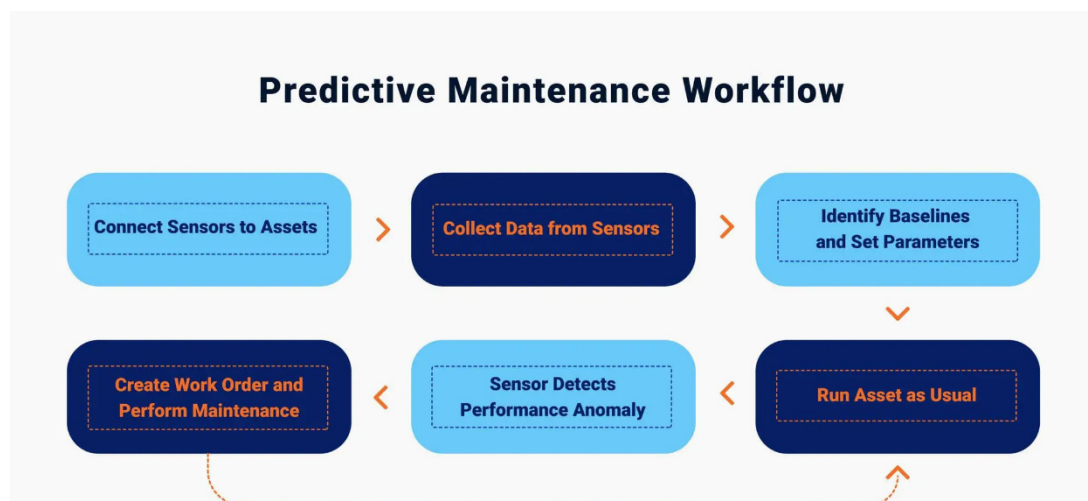 Predictive Maintenance Workflow
Connect Sensors to Assets
Collect Data from Sensors
Identify Baselines
and Set Parameters
Create Work Order and
Perform Maintenance
Sensor Detects
Performance Anomaly
Run Asset as Usual